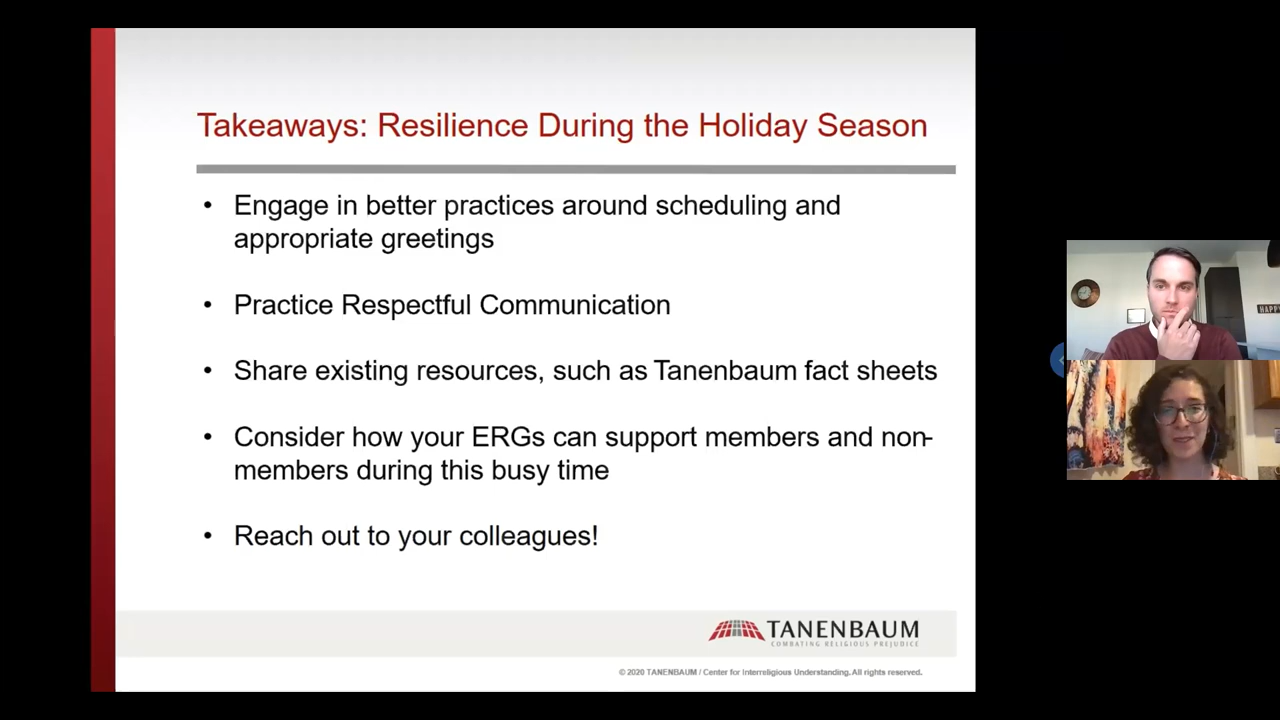 Takeaways: Resilience During the Holiday Season
• Engage in better practices around scheduling and
appropriate greetings
• Practice Respectful Communication
• Share existing resources, such as Tanenbaum fact sheets
• Consider how your ERGs can support members and non-
members during this busy time
• Reach out to your colleagues!
TANENBAUM
COMBATING RELIGIOUS PREJUDICE
© 2020 TANENBAUM / Center for Interreligious Understanding. All rights reserved.
HAPP